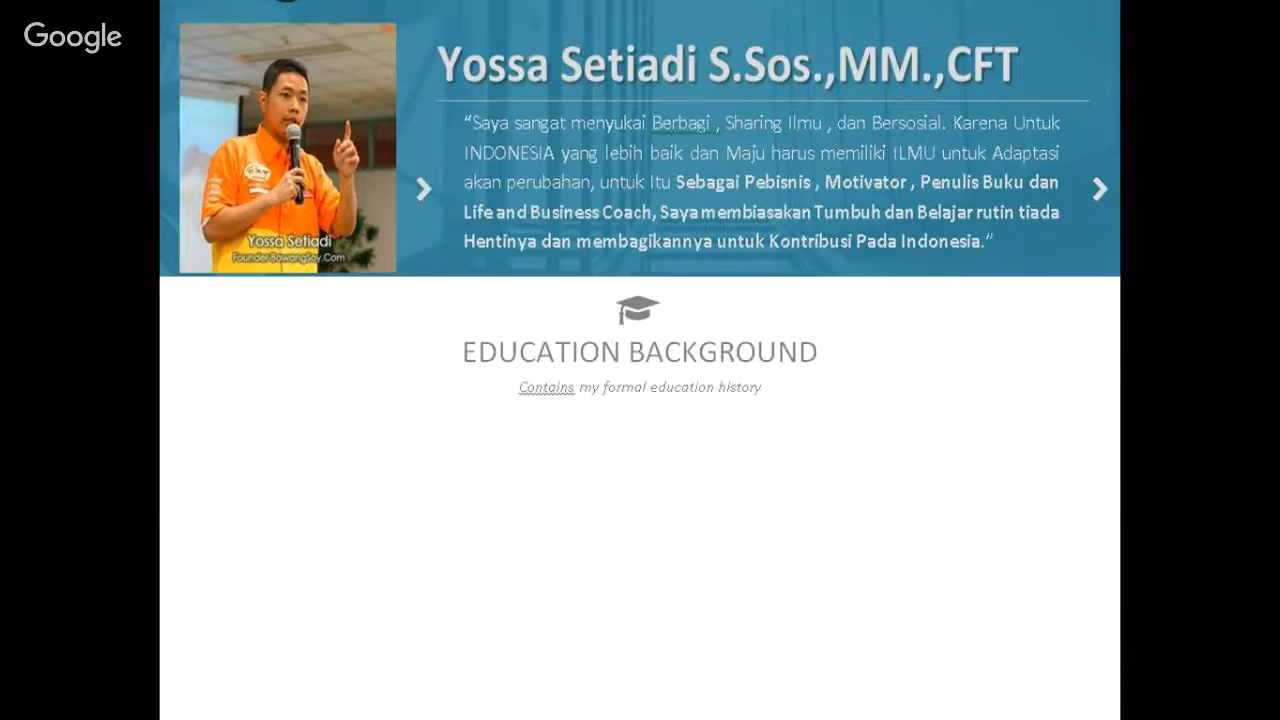 Google
Yossa Setiadi S.Sos.,MM.,CFT
“Saya sangat menyukai Berbagi , Sharing Ilmu , dan Bersosial. Karena Untuk
INDONESIA yang lebih baik dan Maju harus memiliki ILMU untuk Adaptasi
akan perubahan, untuk Itu Sebagai Pebisnis , Motivator , Penulis Buku dan
Life and Business Coach, Saya membiasakan Tumbuh dan Belajar rutin tiada
Hentinya dan membagikannya untuk Kontribusi Pada Indonesia.”
Yossa Setiadi
Founder BawangSoy.Com
EDUCATION BACKGROUND
Contains my formal education history